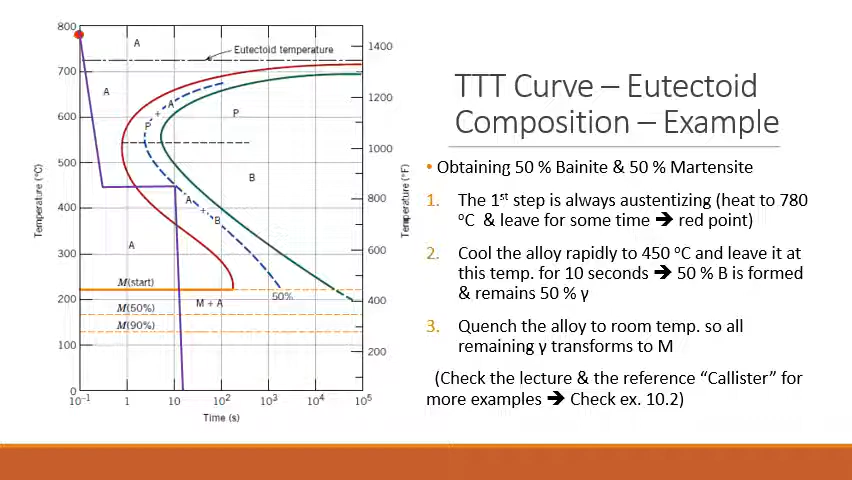 TTT Curve – Eutectoid
Composition – Example
• Obtaining 50 % Bainite & 50 % Martensite
1. The 1st step is always austentizing (heat to 780
oC & leave for some time ➔ red point)
2. Cool the alloy rapidly to 450 oC and leave it at
this temp. for 10 seconds ➔ 50 % B is formed
& remains 50 % γ
3. Quench the alloy to room temp. so all
remaining γ transforms to M
(Check the lecture & the reference “Callister” for
more examples ➔ Check ex. 10.2)
Temperature (°C)
800
700
600
500
400
300
200
100
0
A
Eutectoid temperature
A
A
+
P
P
B
A
+
B
A
M(start)
M + A
50%
M(50%)
M(90%)
1400
1200
1000
800
600
400
200
Temperature (°F)
10-1
1
10
102
103
104
105
Time (s)